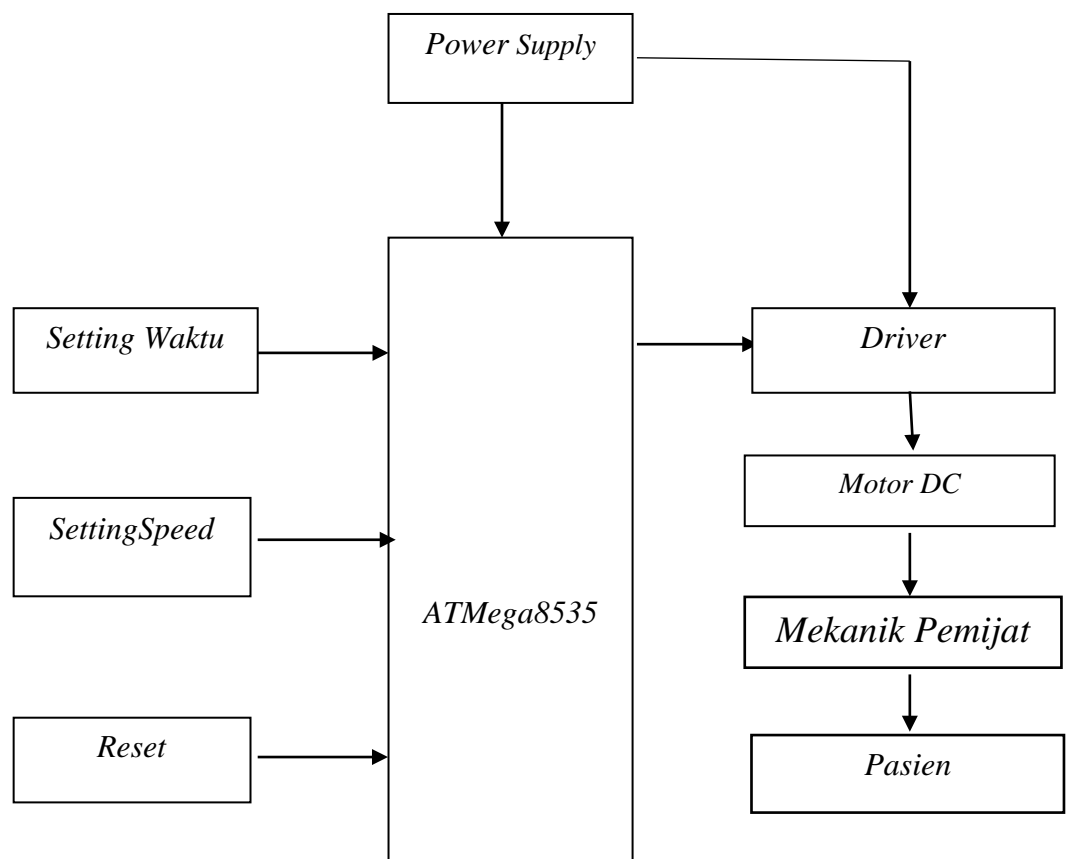 Power Supply
Setting Waktu
Driver
Motor DC
SettingSpeed
ATMega8535
Mekanik Pemijat
Reset
Pasien